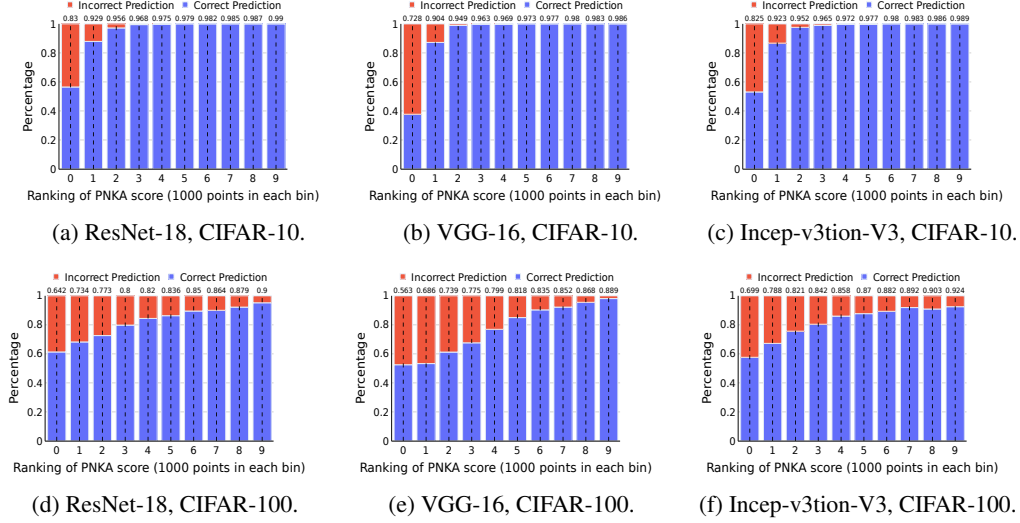 Incorrect Prediction Correct Prediction
0.83 0.929 0.956 0.968 0.975 0.979 0.982 0.985 0.987 0.99
1
0.8
0.6
0.4
0.2
0
Percentage
0 1 2 3 4 5 6 7 8 9
Ranking of PNKA score (1000 points in each bin)
(a) ResNet-18, CIFAR-10.
Incorrect Prediction Correct Prediction
0.728 0.904 0.949 0.963 0.969 0.973 0.977 0.98 0.983 0.986
1
0.8
0.6
0.4
0.2
0
Percentage
0 1 2 3 4 5 6 7 8 9
Ranking of PNKA score (1000 points in each bin)
(b) VGG-16, CIFAR-10.
Incorrect Prediction Correct Prediction
0.825 0.923 0.952 0.965 0.972 0.977 0.98 0.983 0.986 0.989
1
0.8
0.6
0.4
0.2
0
Percentage
0 1 2 3 4 5 6 7 8 9
Ranking of PNKA score (1000 points in each bin)
(c) Incep-v3tion-V3, CIFAR-10.
Incorrect Prediction Correct Prediction
0.642 0.734 0.773 0.8 0.82 0.836 0.85 0.864 0.879 0.9
1
0.8
0.6
0.4
0.2
0
Percentage
0 1 2 3 4 5 6 7 8 9
Ranking of PNKA score (1000 points in each bin)
(d) ResNet-18, CIFAR-100.
Incorrect Prediction Correct Prediction
0.563 0.686 0.739 0.775 0.799 0.818 0.835 0.852 0.868 0.889
1
0.8
0.6
0.4
0.2
0
Percentage
0 1 2 3 4 5 6 7 8 9
Ranking of PNKA score (1000 points in each bin)
(e) VGG-16, CIFAR-100.
Incorrect Prediction Correct Prediction
0.699 0.788 0.821 0.842 0.858 0.87 0.882 0.892 0.903 0.924
1
0.8
0.6
0.4
0.2
0
Percentage
0 1 2 3 4 5 6 7 8 9
Ranking of PNKA score (1000 points in each bin)
(f) Incep-v3tion-V3, CIFAR-100.